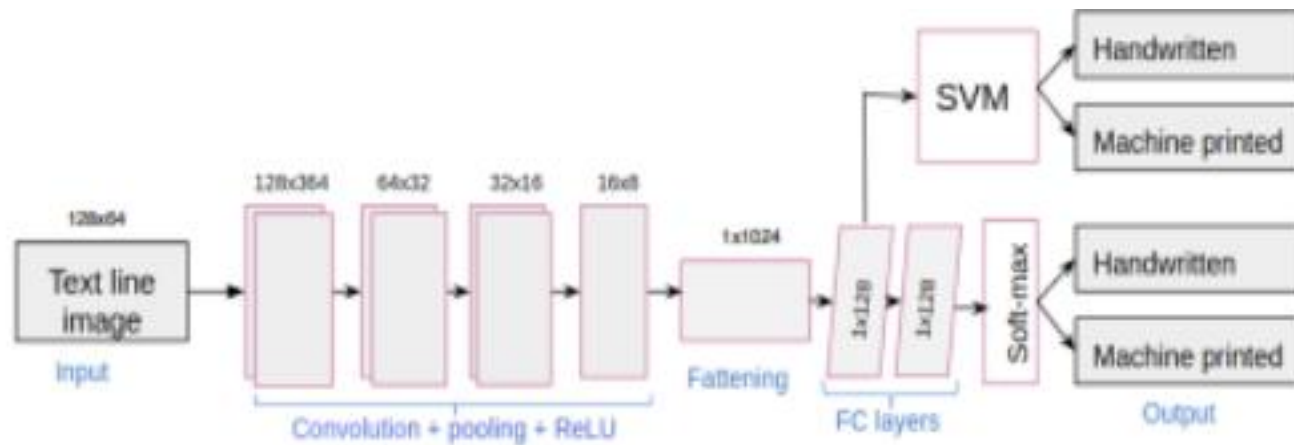 Handwritten
SVM
Machine printed
128x364
64x32
32x16
16x8
128x64
1x1024
Text line
image
1x128
1x128
Soft-max
Handwritten
Machine printed
Input
Fattening
FC layers
Output
Convolution + pooling + ReLU